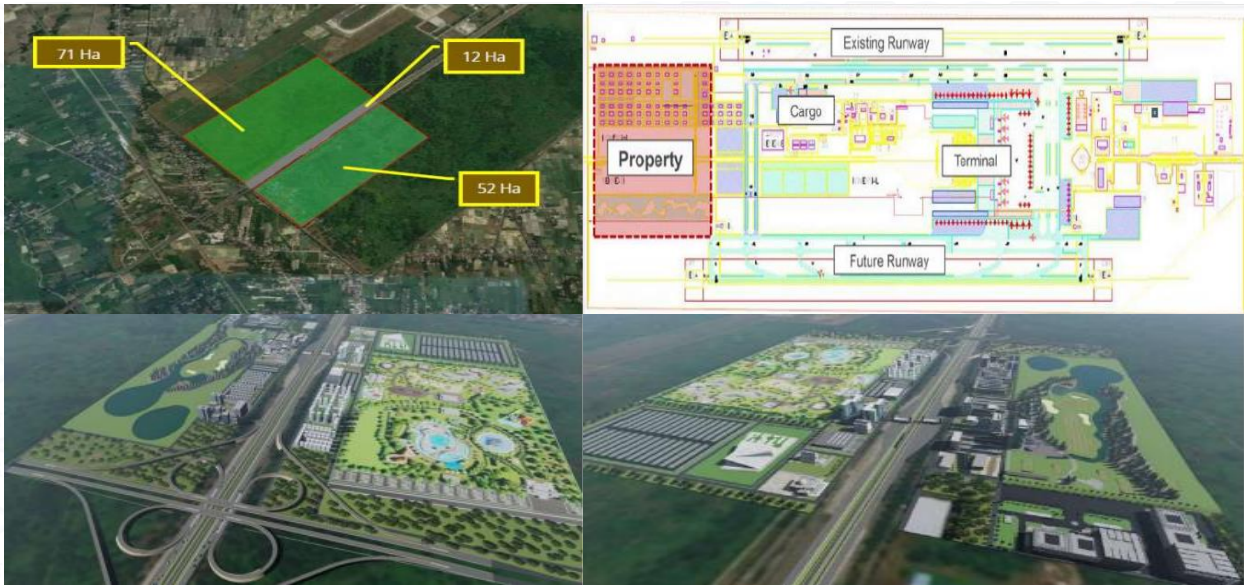 71 Ha
12 Ha
52 Ha
Existing Runway
Cargo
Property
Terminal
Future Runway